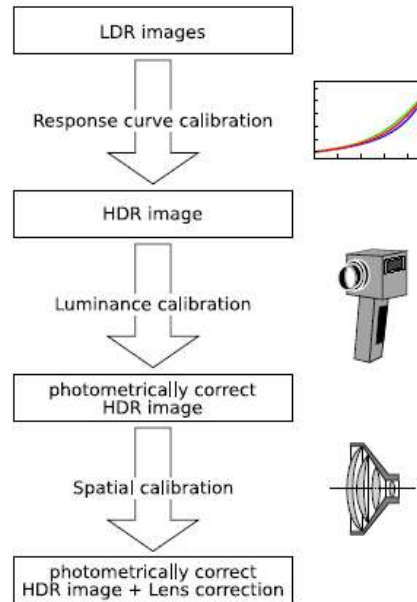 LDR images
Response curve calibration
HDR image
Luminance calibration
photometrically correct
HDR image
Spatial calibration
photometrically correct
HDR image + Lens correction